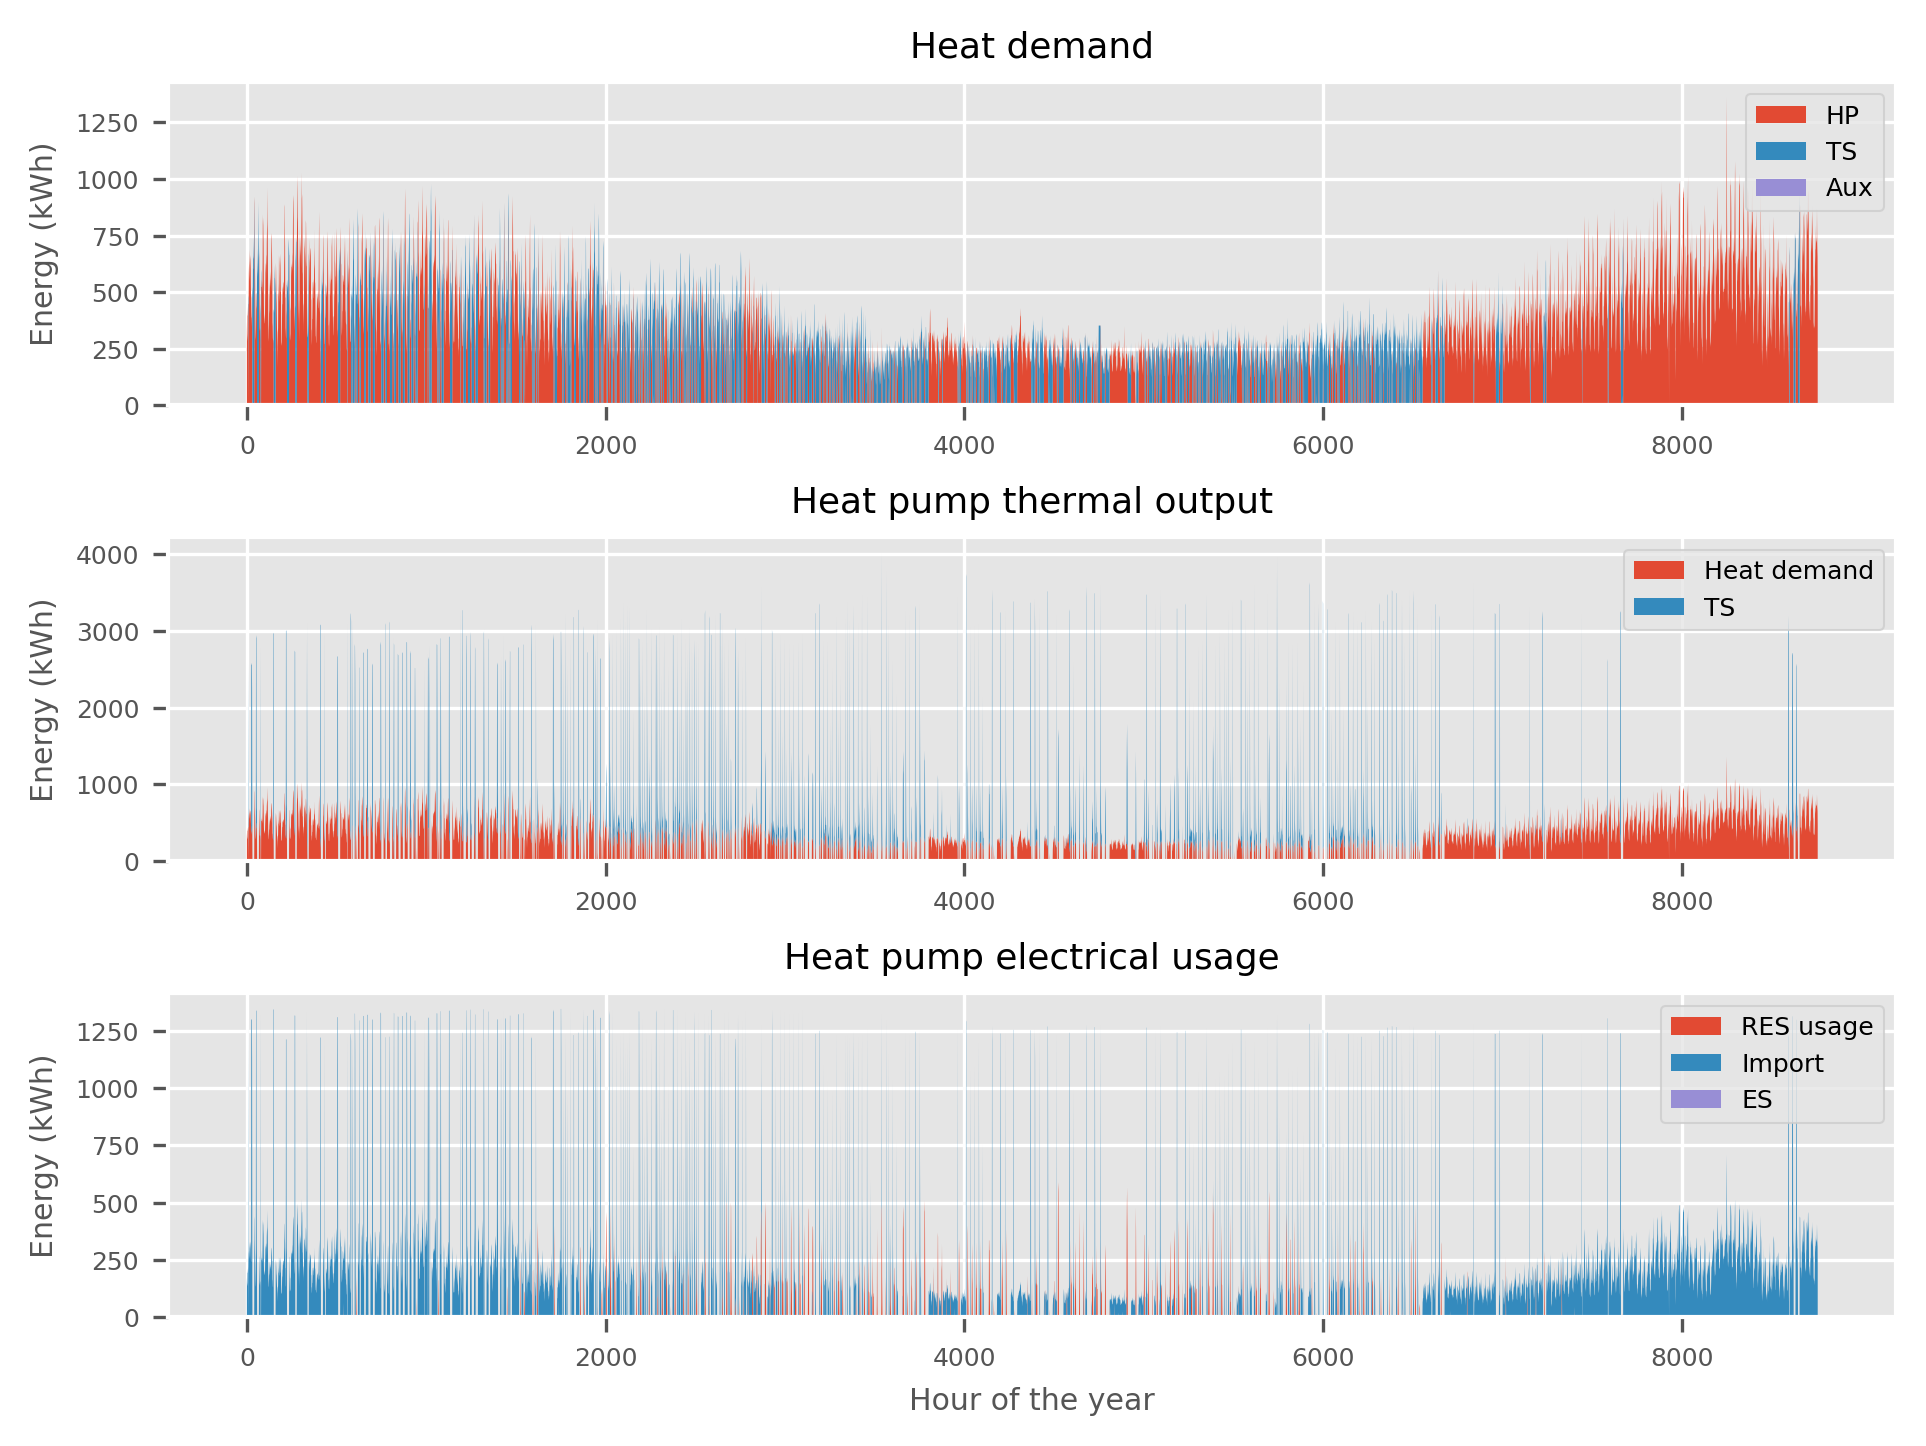 Heat demand
Energy (kWh)
1250
1000
750
500
250
0
HP
TS
Aux
0 2000 4000 6000 8000
Heat pump thermal output
Energy (kWh)
4000
3000
2000
1000
0
Heat demand
TS
0 2000 4000 6000 8000
Heat pump electrical usage
Energy (kWh)
1250
1000
750
500
250
0
RES usage
Import
ES
0 2000 4000 6000 8000
Hour of the year